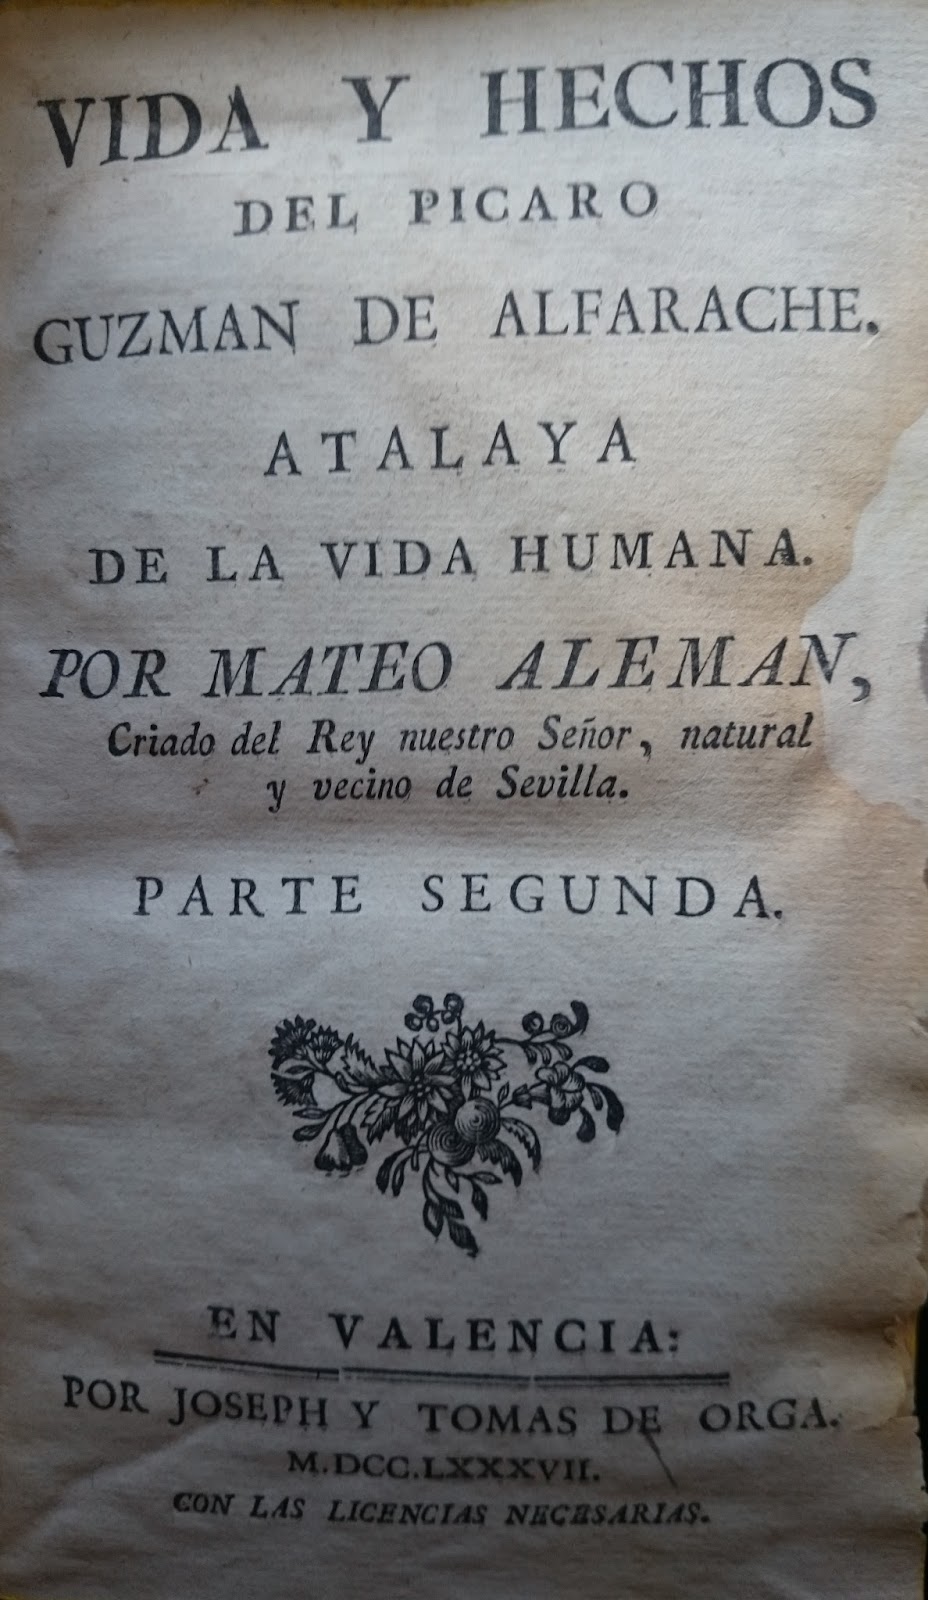 VIDA Y HECHOS
DEL PICARO
GUZMAN DE ALFARACHE.
ATALAYA
DE LA VIDA HUMANA.
POR MATEO ALEMAN,
Criado del Rey nuestro Señor, natural
y vecino de Sevilla.
PARTE SEGUNDA.
EN VALENCIA:
POR JOSEPH Y TOMAS DE ORGA.
M.DCC.LXXXVII.
CON LAS LICENCIAS NECESARIAS.